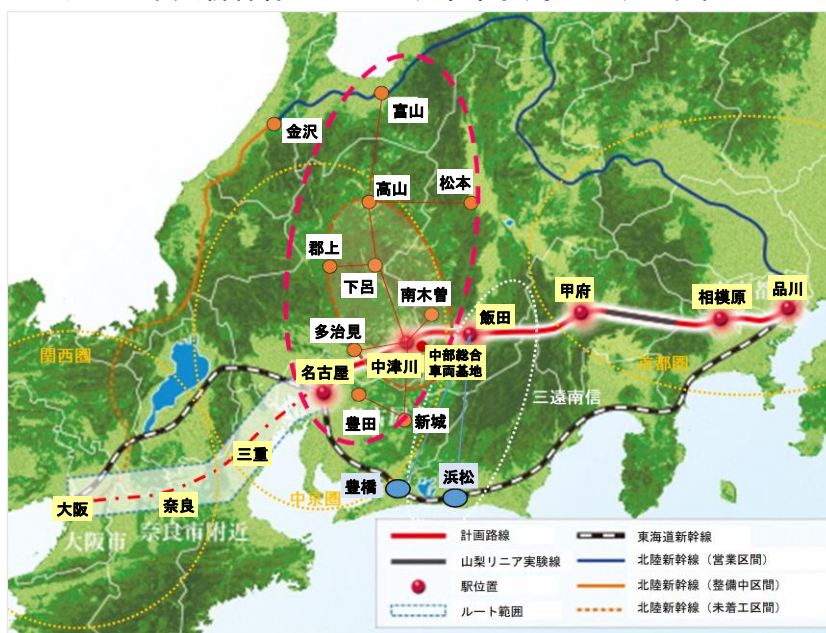 富山
金沢
高山
松本
郡上
下呂
南木曽
甲府
品川
相模原
飯田
多治見
中津川
中部総合
車両基地
関西圏
名古屋
首都圏
三遠南信
豊田
新城
三重
豊橋
浜松
中京圏
大阪
奈良
大阪市
奈良市附近
計画路線
山梨リニア実験線
駅位置
ルート範囲
東海道新幹線
北陸新幹線(営業区間)
北陸新幹線(整備中区間)
北陸新幹線(未着工区間)